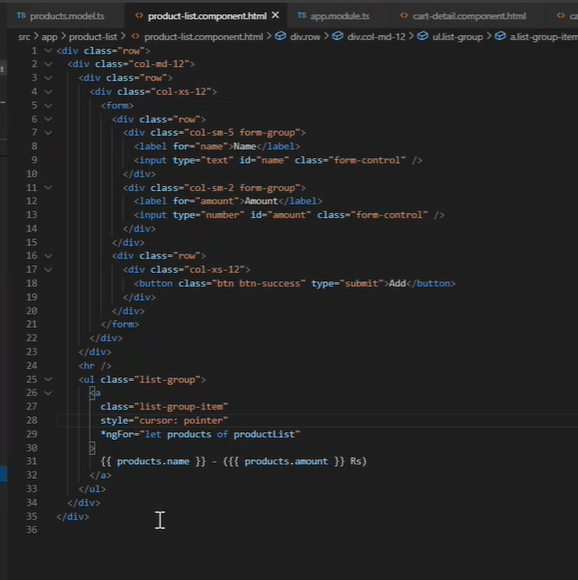 products.model.ts product-list.component.html app.module.ts cart-detail.component.html
src > app > product-list > product-list.component.html > div.row > div.col-md-12 > ul.list-group > a.list-group-item
1 <div class="row">
2 <div class="col-md-12">
3 <div class="row">
4 <div class="col-xs-12">
5 <form>
6 <div class="row">
7 <div class="col-sm-5 form-group">
8 <label for="name">Name</label>
9 <input type="text" id="name" class="form-control" />
10 </div>
11 <div class="col-sm-2 form-group">
12 <label for="amount">Amount</label>
13 <input type="number" id="amount" class="form-control" />
14 </div>
15 </div>
16 <div class="row">
17 <div class="col-xs-12">
18 <button class="btn btn-success" type="submit">Add</button>
19 </div>
20 </div>
21 </form>
22 </div>
23 </div>
24 <hr />
25 <ul class="list-group">
26 <a
27 class="list-group-item"
28 style="cursor: pointer"
29 *ngFor="let products of productList"
30 >
31 {{ products.name }} - ({{ products.amount }} Rs)
32 </a>
33 </ul>
34 </div>
35 </div>
36